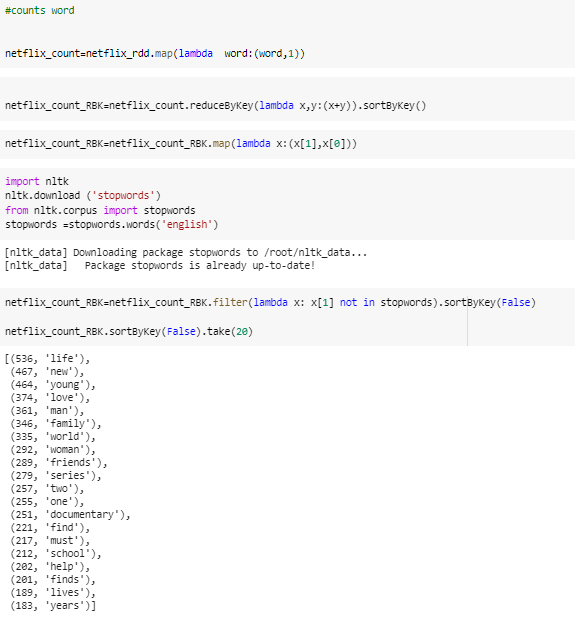 #counts word
netflix_count=netflix_rdd.map(lambda  word:(word,1))
netflix_count_RBK=netflix_count.reduceByKey(lambda x,y:(x+y)).sortByKey()
netflix_count_RBK=netflix_count_RBK.map(lambda x:(x[1],x[0]))
import nltk
nltk.download ('stopwords')
from nltk.corpus import stopwords
stopwords =stopwords.words('english')
[nltk_data] Downloading package stopwords to /root/nltk_data...
[nltk_data]   Package stopwords is already up-to-date!
netflix_count_RBK=netflix_count_RBK.filter(lambda x: x[1] not in stopwords).sortByKey(False)
netflix_count_RBK.sortByKey(False).take(20)
[(536, 'life'),
 (467, 'new'),
 (464, 'young'),
 (374, 'love'),
 (361, 'man'),
 (346, 'family'),
 (335, 'world'),
 (292, 'woman'),
 (289, 'friends'),
 (279, 'series'),
 (257, 'two'),
 (255, 'one'),
 (251, 'documentary'),
 (221, 'find'),
 (217, 'must'),
 (212, 'school'),
 (202, 'help'),
 (201, 'finds'),
 (189, 'lives'),
 (183, 'years')]